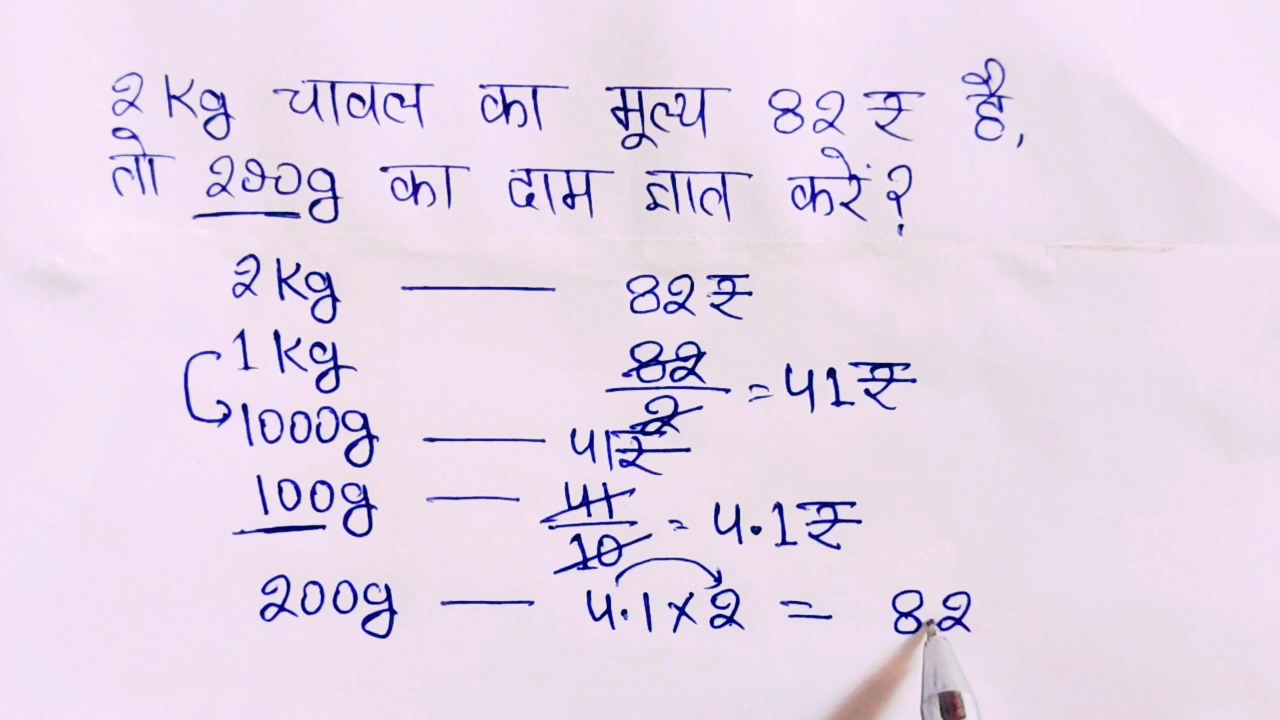 2 Kg चावल का मूल्य 82 ₹ है,
तो 200g का दाम ज्ञात करें?
2 Kg — 82 ₹
1 Kg 82/2 = 41 ₹
1000g — 41 ₹
100g — 41/10 = 4.1 ₹
200g — 4.1 × 2 = 8.2